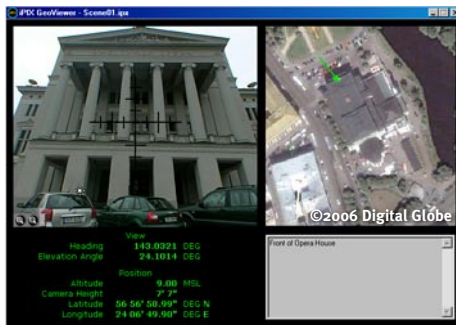 iPIX GeoViewer - Scene01.ipx
©2006 Digital Globe
View
Heading 143.0321 DEG
Elevation Angle 24.1014 DEG
Position
Altitude 9.00 MSL
Camera Height 7' 7"
Latitude 56 56' 58.99" DEG N
Longitude 24 06' 49.90" DEG E
Front of Opera House